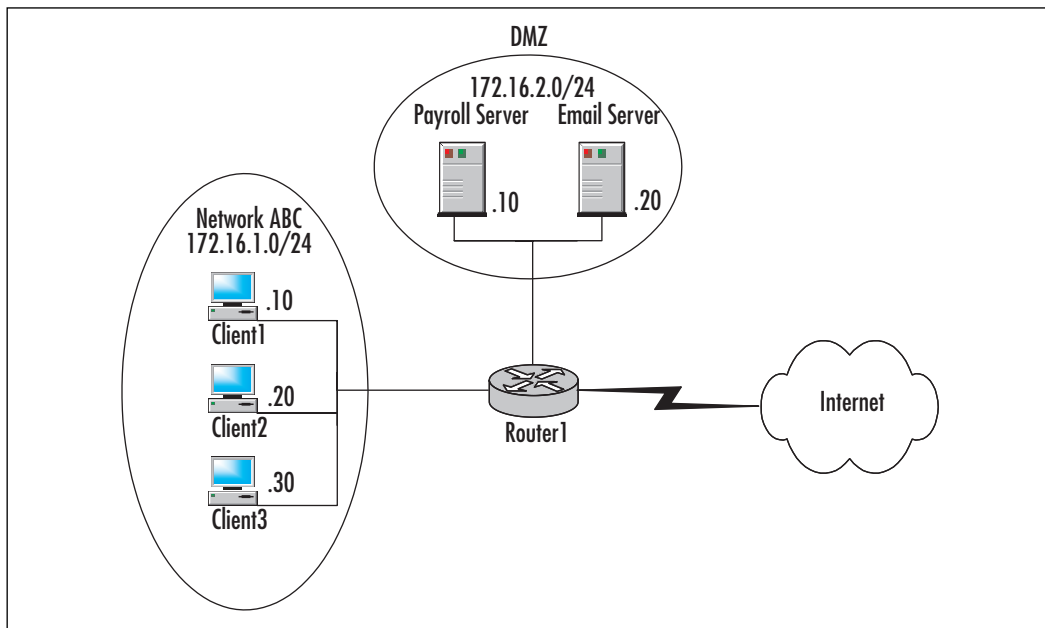 DMZ
172.16.2.0/24
Payroll Server Email Server
.10 .20
Network ABC
172.16.1.0/24
.10
Client1
.20
Client2
.30
Client3
Router1
Internet